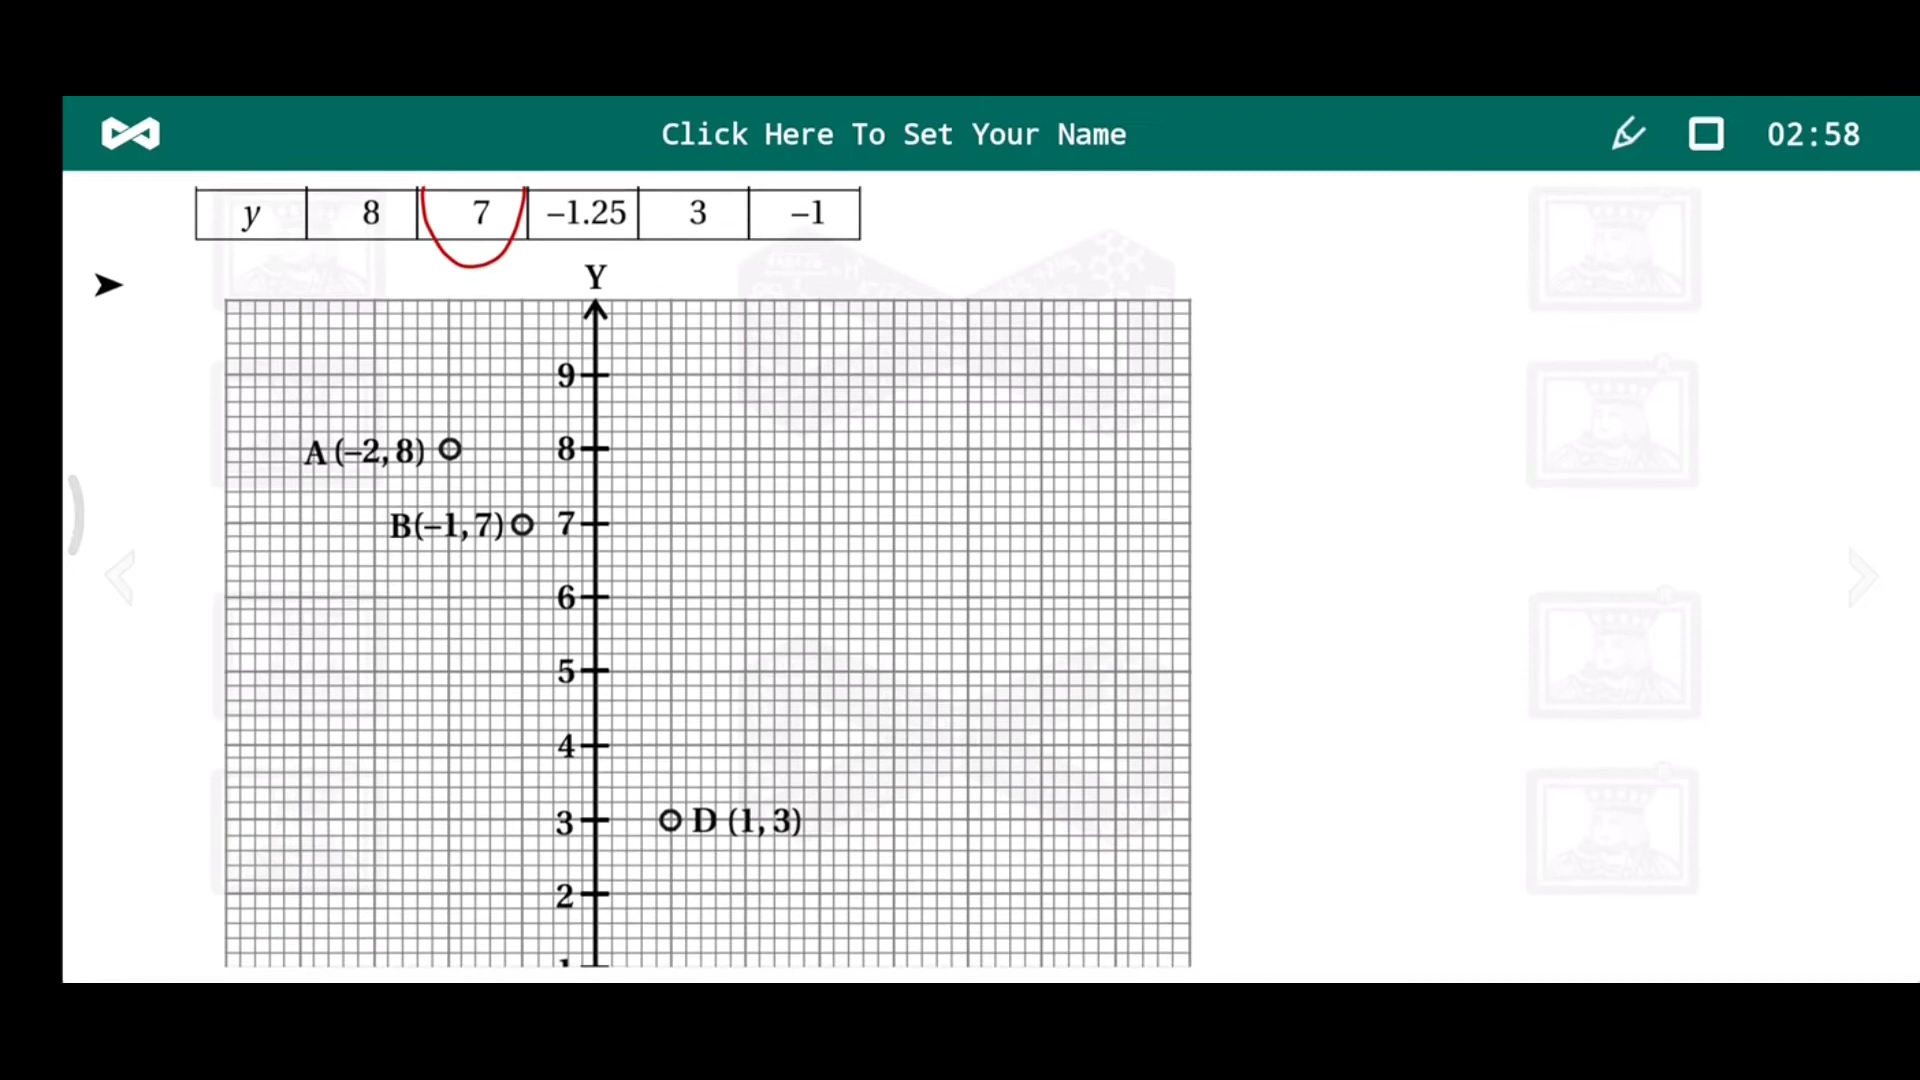 Click Here To Set Your Name
02:58
y 8 7 –1.25 3 –1
Y
9
A (–2, 8) 8
B(–1, 7) 7
6
5
4
3 D (1, 3)
2
1